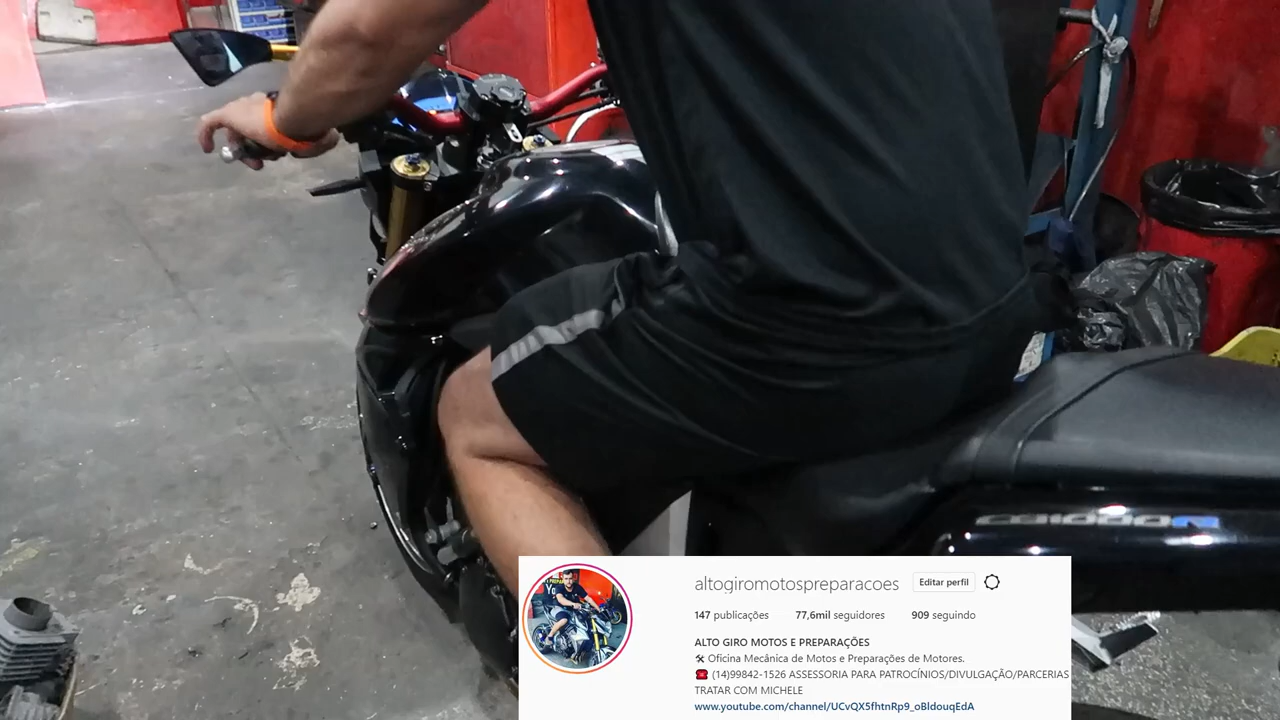 CB1000R
altogiromotospreparacoes Editar perfil
147 publicações 77,6mil seguidores 909 seguindo
ALTO GIRO MOTOS E PREPARAÇÕES
🛠 Oficina Mecânica de Motos e Preparações de Motores.
☎ (14)99842-1526 ASSESSORIA PARA PATROCÍNIOS/DIVULGAÇÃO/PARCERIAS
TRATAR COM MICHELE
www.youtube.com/channel/UCvQX5fhtnRp9_oBldouqEdA